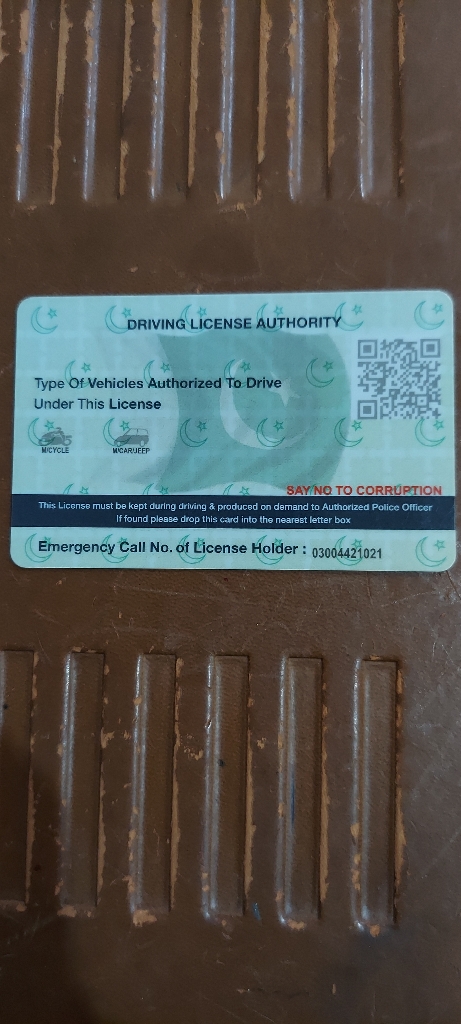 DRIVING LICENSE AUTHORITY
Type Of Vehicles Authorized To Drive
Under This License
M/CYCLE M/CAR/JEEP
SAY NO TO CORRUPTION
This License must be kept during driving & produced on demand to Authorized Police Officer
If found please drop this card into the nearest letter box
Emergency Call No. of License Holder : 03004421021